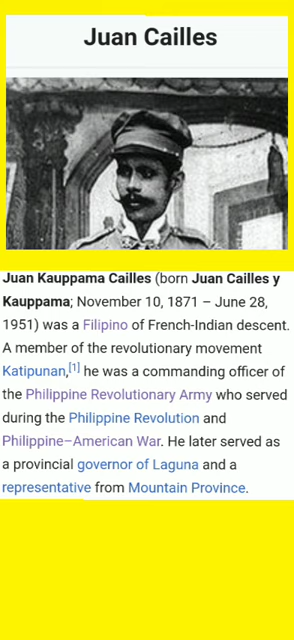 Juan Cailles
Juan Kauppama Cailles (born Juan Cailles y
Kauppama; November 10, 1871 – June 28,
1951) was a Filipino of French-Indian descent.
A member of the revolutionary movement
Katipunan,[1] he was a commanding officer of
the Philippine Revolutionary Army who served
during the Philippine Revolution and
Philippine–American War. He later served as
a provincial governor of Laguna and a
representative from Mountain Province.